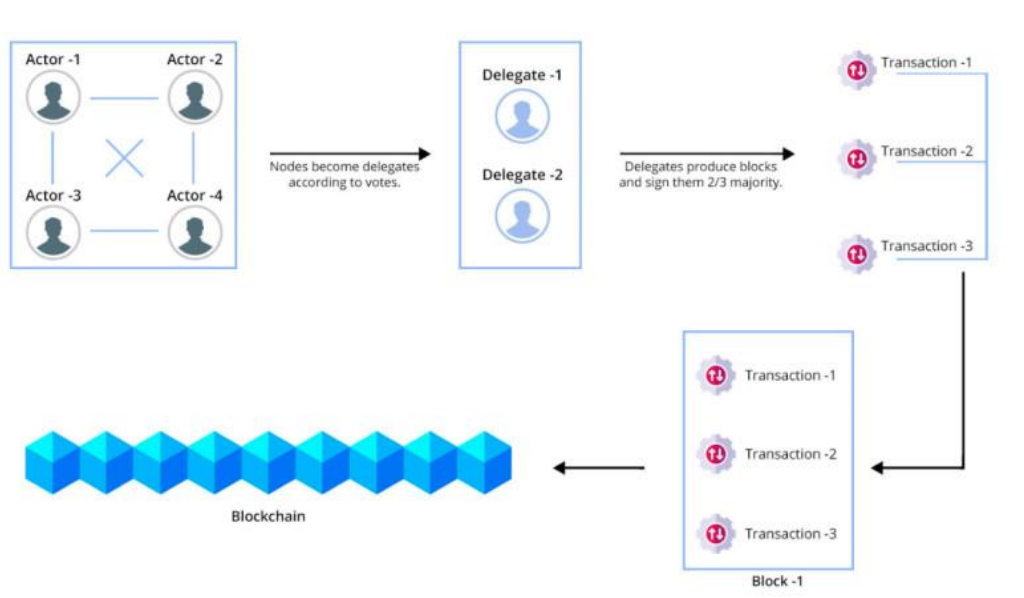 Actor -1
Actor -2
Actor -3
Actor -4
Nodes become delegates
according to votes.
Delegate -1
Delegate -2
Delegates produce blocks
and sign them 2/3 majority.
Transaction -1
Transaction -2
Transaction -3
Transaction -1
Transaction -2
Transaction -3
Block -1
Blockchain